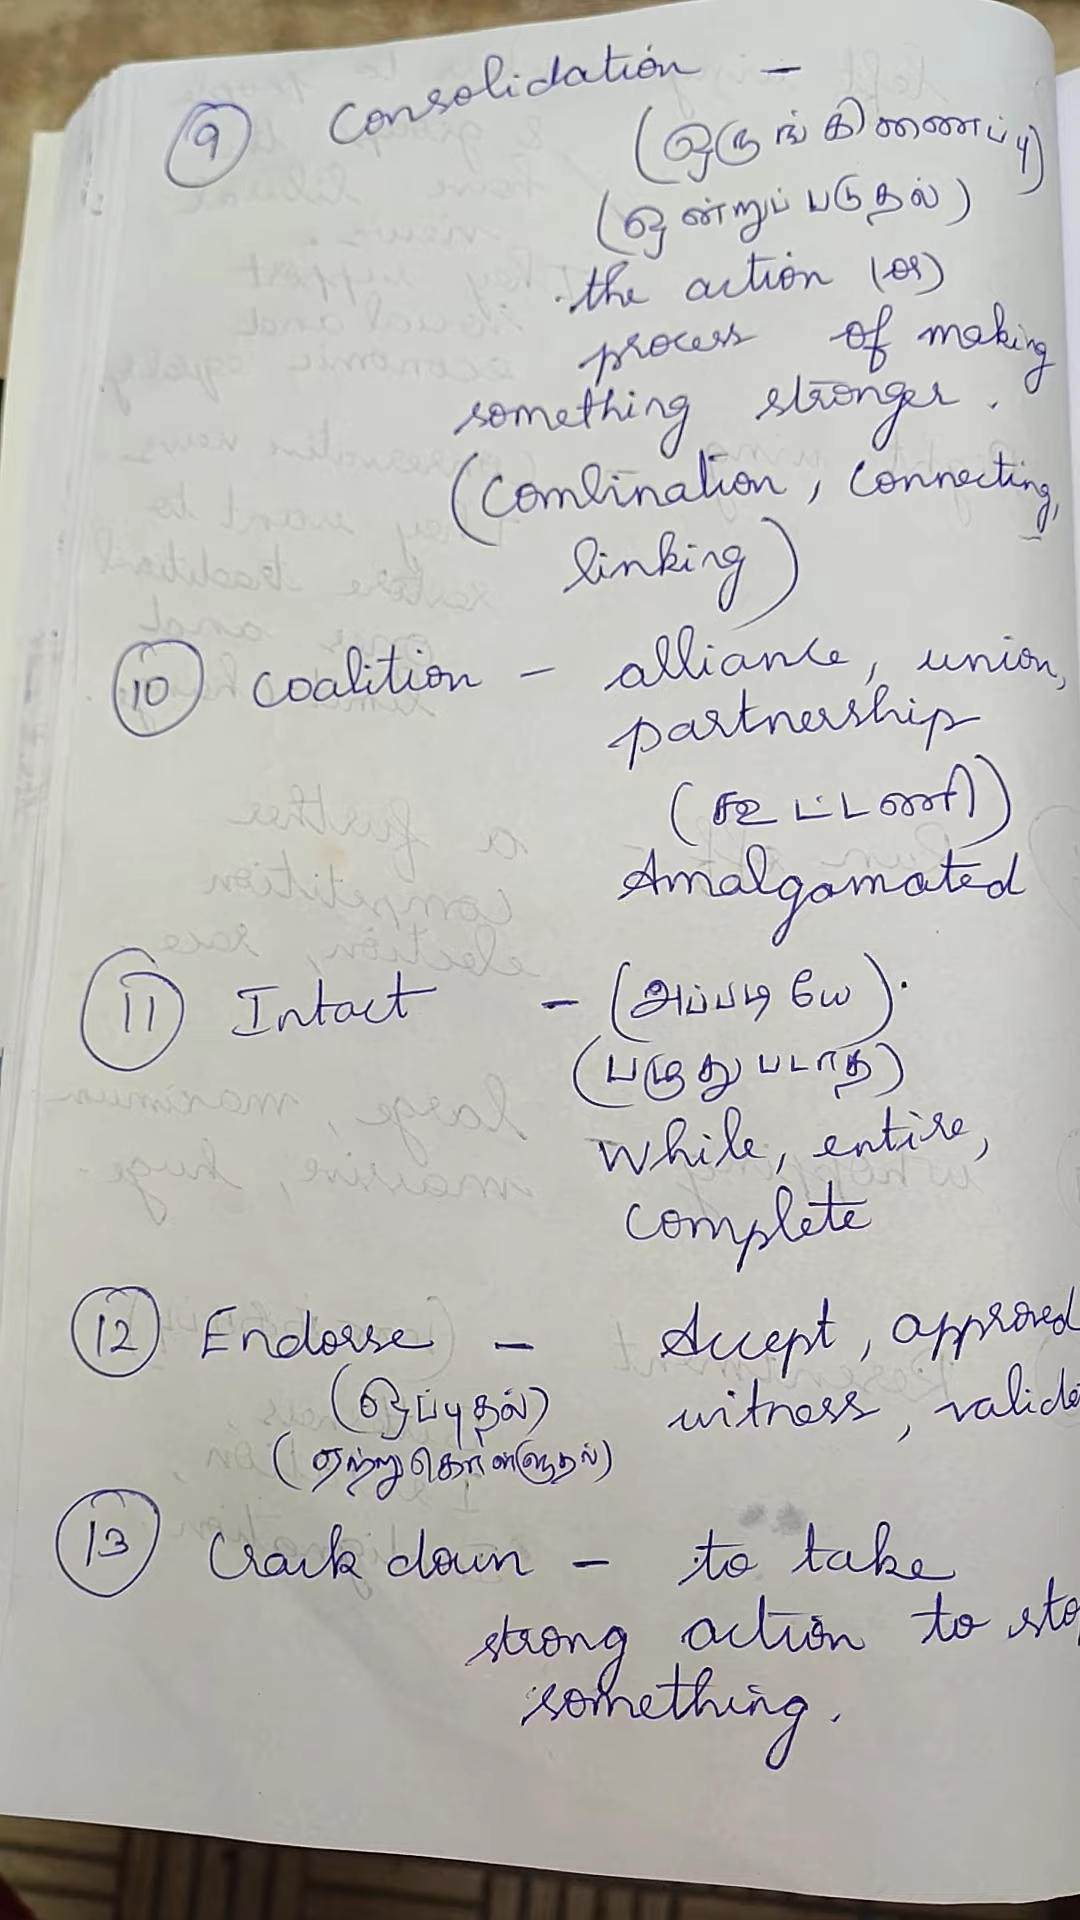 9 Consolidation -
(ஒருங்கிணைப்பு)
(ஒன்றுப்படுதல்)
the action (or)
process of making
something stronger.
(Combination, Connecting,
linking)
10 Coalition - alliance, union,
partnership
(கூட்டணி)
Amalgamated
11 Intact - (அப்படியே).
(பழுதுபடாத)
While, entire,
complete
12 Endorse - Accept, approved
(ஒப்புதல்) witness, valida
(ஏற்றுகொள்ளுதல்)
13 Crack down - to take
strong action to sto
something.